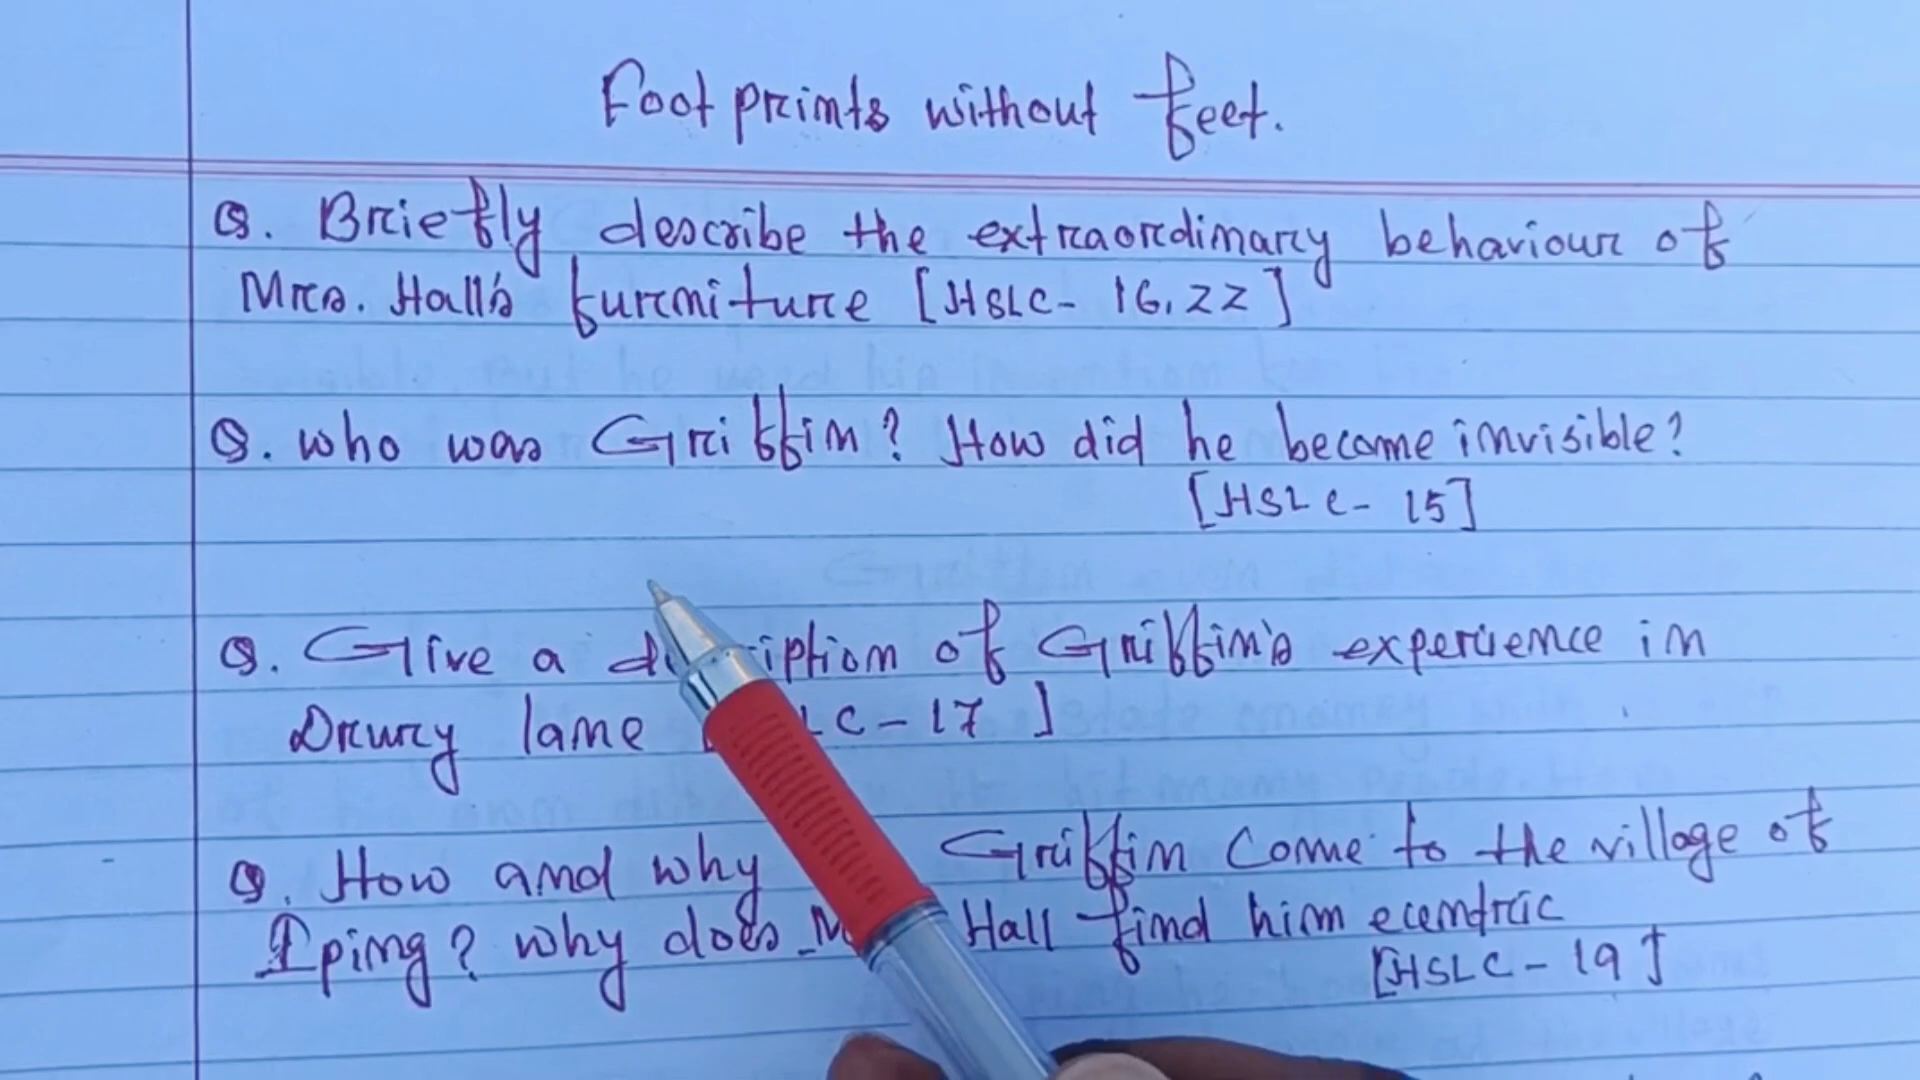 Foot prints without feet.
Q. Briefly describe the extraordinary behaviour of
Mrs. Hall's furniture [HSLC- 16, 22]
Q. who was Griffin? How did he become invisible?
[HSLC- 15]
Q. Give a of Griffin's experience in
Drury lane -17 ]
Q. How and why Griffin come to the village of
Iping? why does Hall find him ecentric
[HSLC- 19]